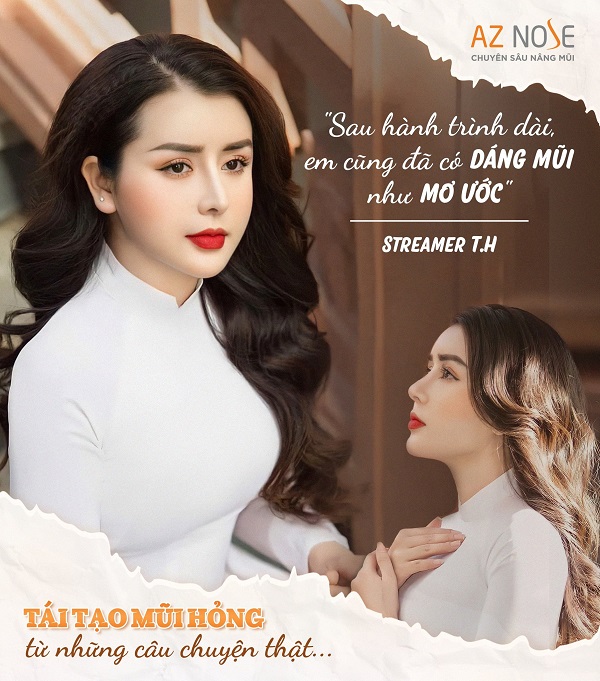 AZ NOSE
CHUYÊN SÂU NÂNG MŨI
"Sau hành trình dài,
em cũng đã có DÁNG MŨI
như MƠ ƯỚC"
STREAMER T.H
TÁI TẠO MŨI HỎNG
từ những câu chuyện thật...